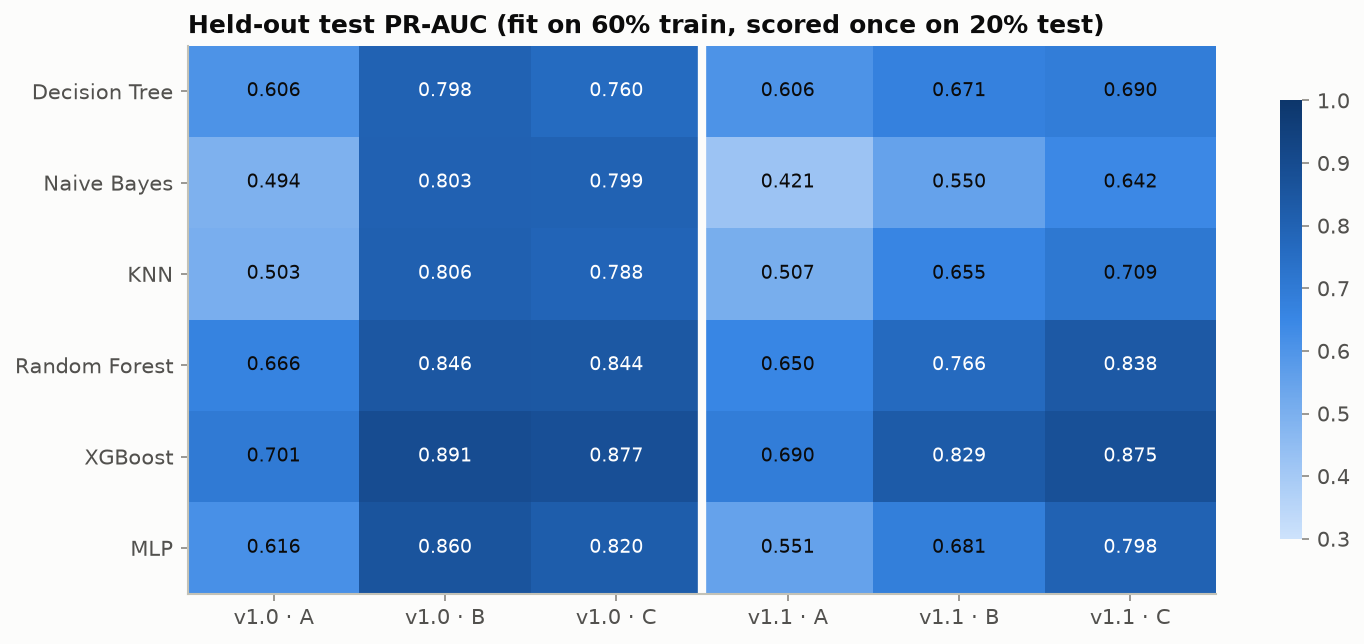 Held-out test PR-AUC (fit on 60% train, scored once on 20% test)
Decision Tree 0.606 0.798 0.760 0.606 0.671 0.690
Naive Bayes 0.494 0.803 0.799 0.421 0.550 0.642
KNN 0.503 0.806 0.788 0.507 0.655 0.709
Random Forest 0.666 0.846 0.844 0.650 0.766 0.838
XGBoost 0.701 0.891 0.877 0.690 0.829 0.875
MLP 0.616 0.860 0.820 0.551 0.681 0.798
v1.0 · A v1.0 · B v1.0 · C v1.1 · A v1.1 · B v1.1 · C
1.0
0.9
0.8
0.7
0.6
0.5
0.4
0.3